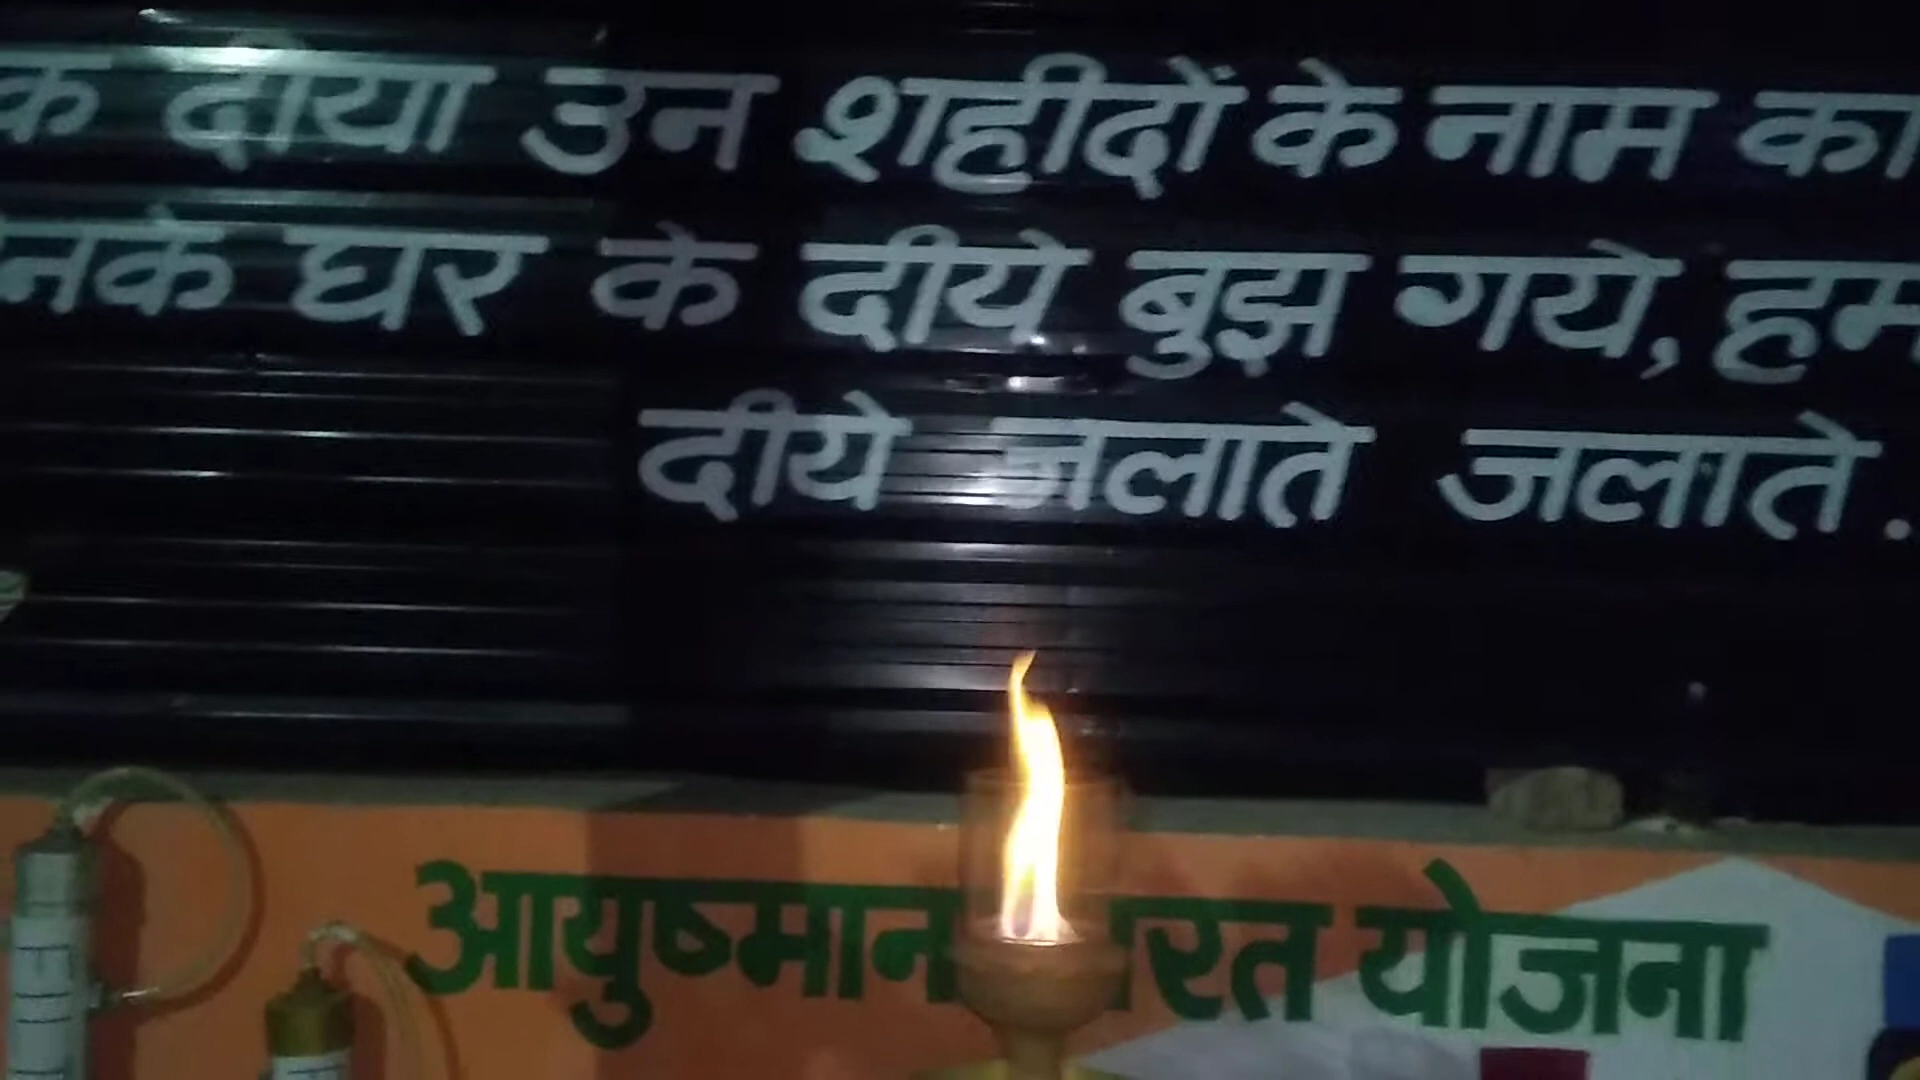 क दीया उन शहीदों के नाम का
नके घर के दीये बुझ गये, हम
दीये जलाते जलाते .
आयुष्मान रत योजना